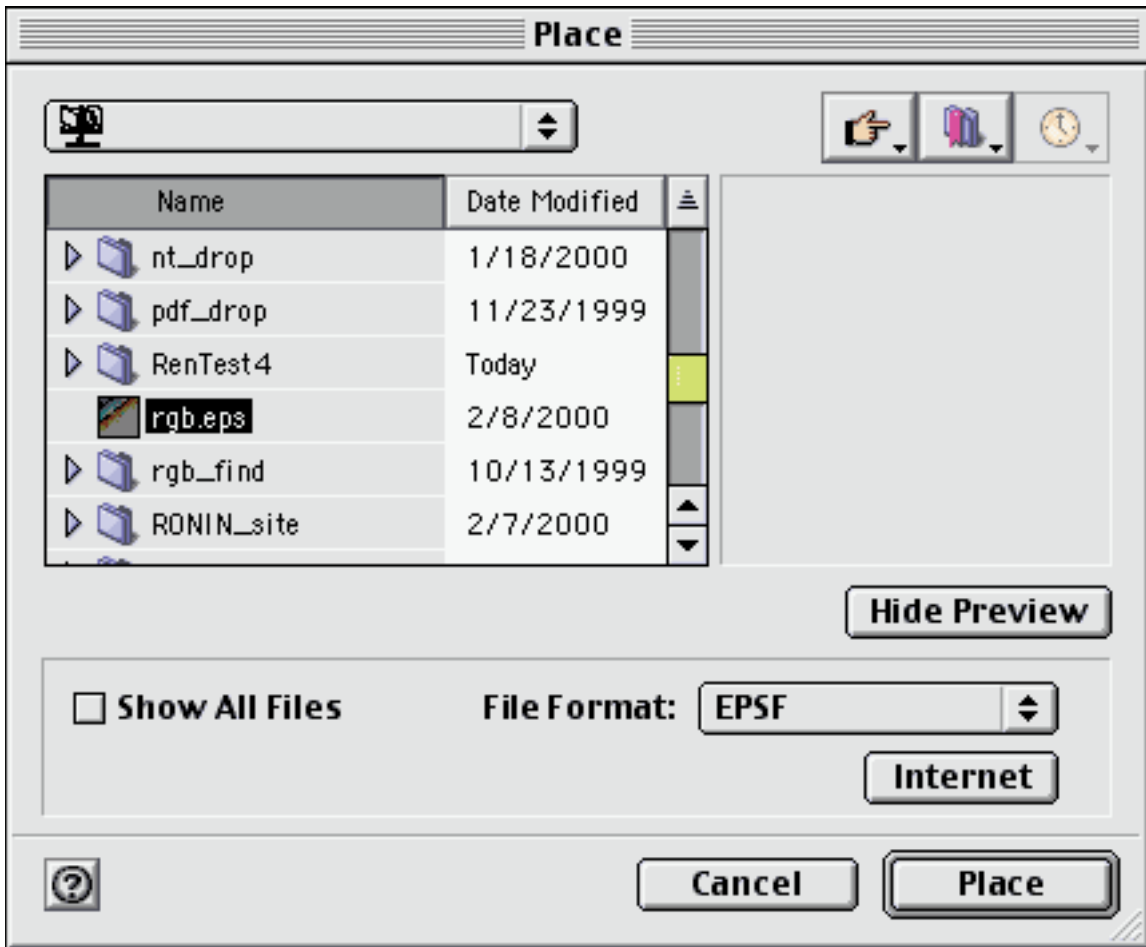 Place
Name Date Modified
nt_drop 1/18/2000
pdf_drop 11/23/1999
RenTest4 Today
rgb.eps 2/8/2000
rgb_find 10/13/1999
RONIN_site 2/7/2000
Hide Preview
Show All Files File Format: EPSF
Internet
? Cancel Place